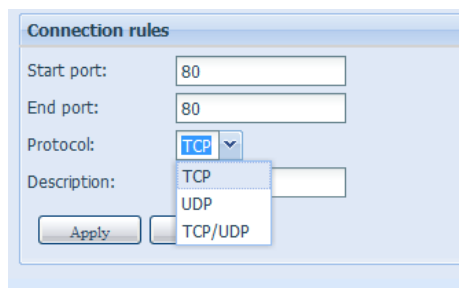 Connection rules
Start port: 80
End port: 80
Protocol: TCP
TCP
Description:
UDP
TCP/UDP
Apply